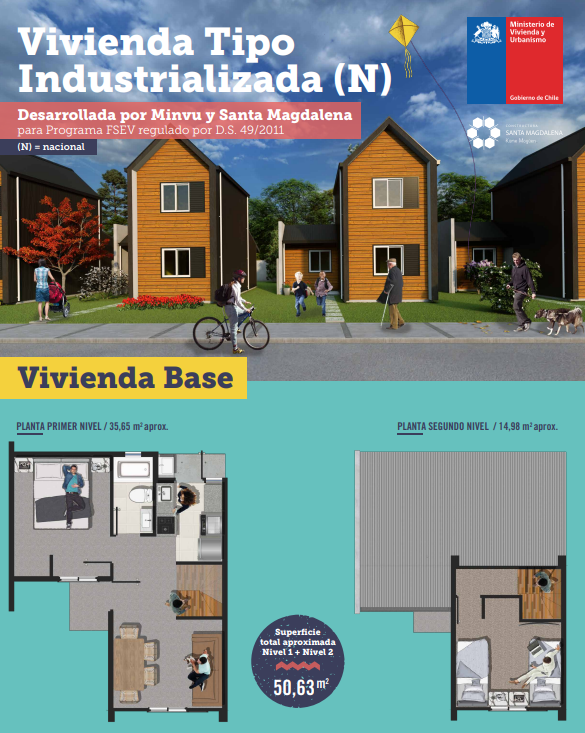 Vivienda Tipo
Industrializada (N)
Desarrollada por Minvu y Santa Magdalena
para Programa FSEV regulado por D.S. 49/2011
(N) = nacional
Ministerio de
Vivienda y
Urbanismo
Gobierno de Chile
CONSTRUCTORA
SANTA MAGDALENA
Vivienda Base
PLANTA PRIMER NIVEL / 35,65 m² aprox.
PLANTA SEGUNDO NIVEL / 14,98 m² aprox.
Superficie
total aproximada
Nivel 1 + Nivel 2
50,63 m²